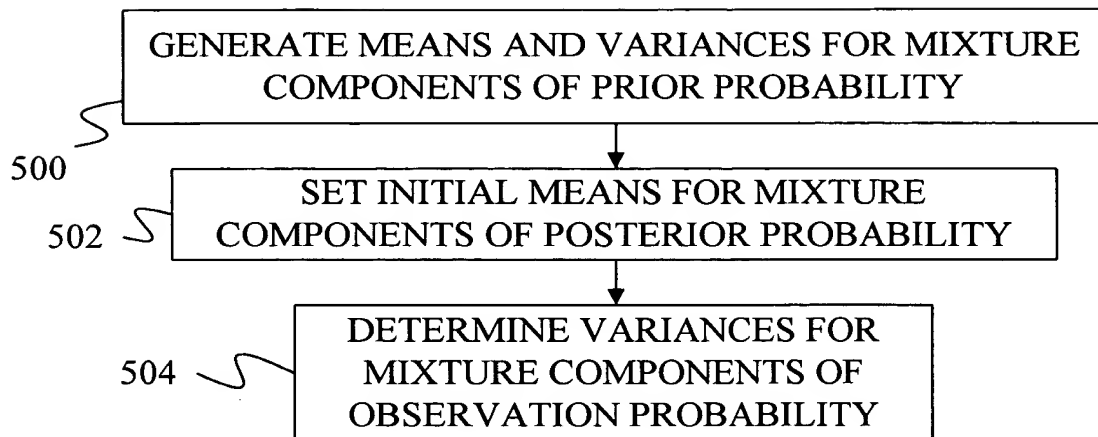 GENERATE MEANS AND VARIANCES FOR MIXTURE
COMPONENTS OF PRIOR PROBABILITY
500
SET INITIAL MEANS FOR MIXTURE
COMPONENTS OF POSTERIOR PROBABILITY
502
DETERMINE VARIANCES FOR
MIXTURE COMPONENTS OF
OBSERVATION PROBABILITY
504